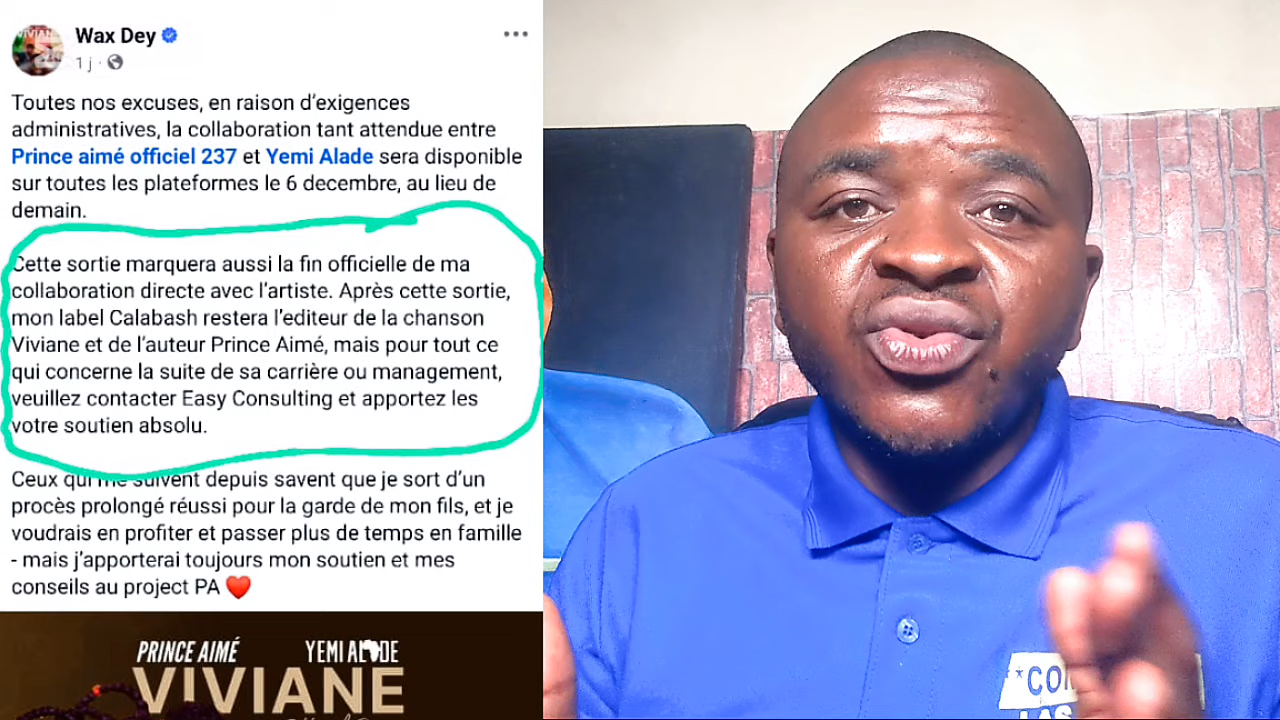 Wax Dey
1 j ·
Toutes nos excuses, en raison d'exigences
administratives, la collaboration tant attendue entre
Prince aimé officiel 237 et Yemi Alade sera disponible
sur toutes les plateformes le 6 decembre, au lieu de
demain.
Cette sortie marquera aussi la fin officielle de ma
collaboration directe avec l'artiste. Après cette sortie,
mon label Calabash restera l'editeur de la chanson
Viviane et de l'auteur Prince Aimé, mais pour tout ce
qui concerne la suite de sa carrière ou management,
veuillez contacter Easy Consulting et apportez les
votre soutien absolu.
Ceux qui me suivent depuis savent que je sort d'un
procès prolongé réussi pour la garde de mon fils, et je
voudrais en profiter et passer plus de temps en famille
- mais j'apporterai toujours mon soutien et mes
conseils au project PA ❤️
PRINCE AIMÉ YEMI ALADE
VIVIANE